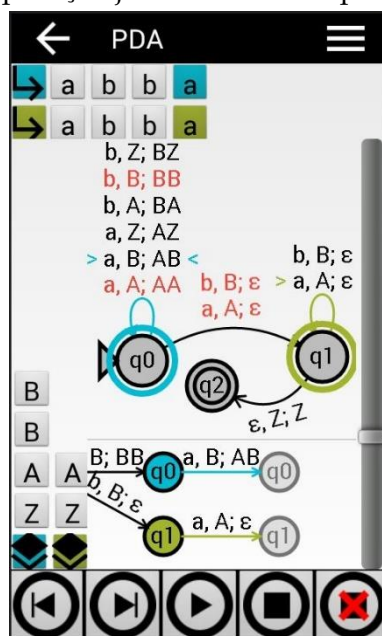 PDA
a b b a
a b b a
b, Z; BZ
b, B; BB
b, A; BA
a, Z; AZ
> a, B; AB <
a, A; AA
b, B; ε
a, A; ε
b, B; ε
> a, A; ε
q0
q1
q2
ε, Z; Z
B
B
A A
Z Z
B; BB
q0
a, B; AB
q0
b, B; ε
q1
a, A; ε
q1